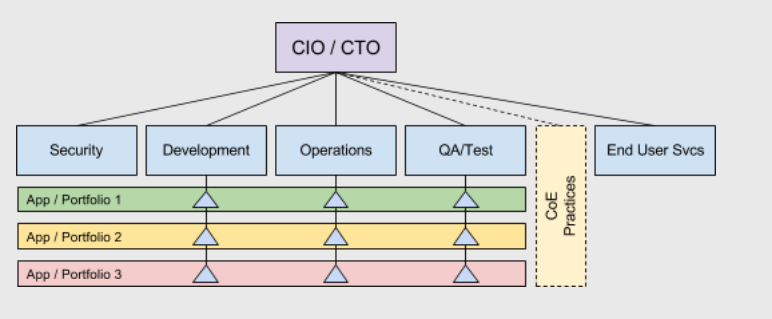 CIO / CTO
Security
Development
Operations
QA/Test
End User Svcs
CoE
Practices
App / Portfolio 1
App / Portfolio 2
App / Portfolio 3